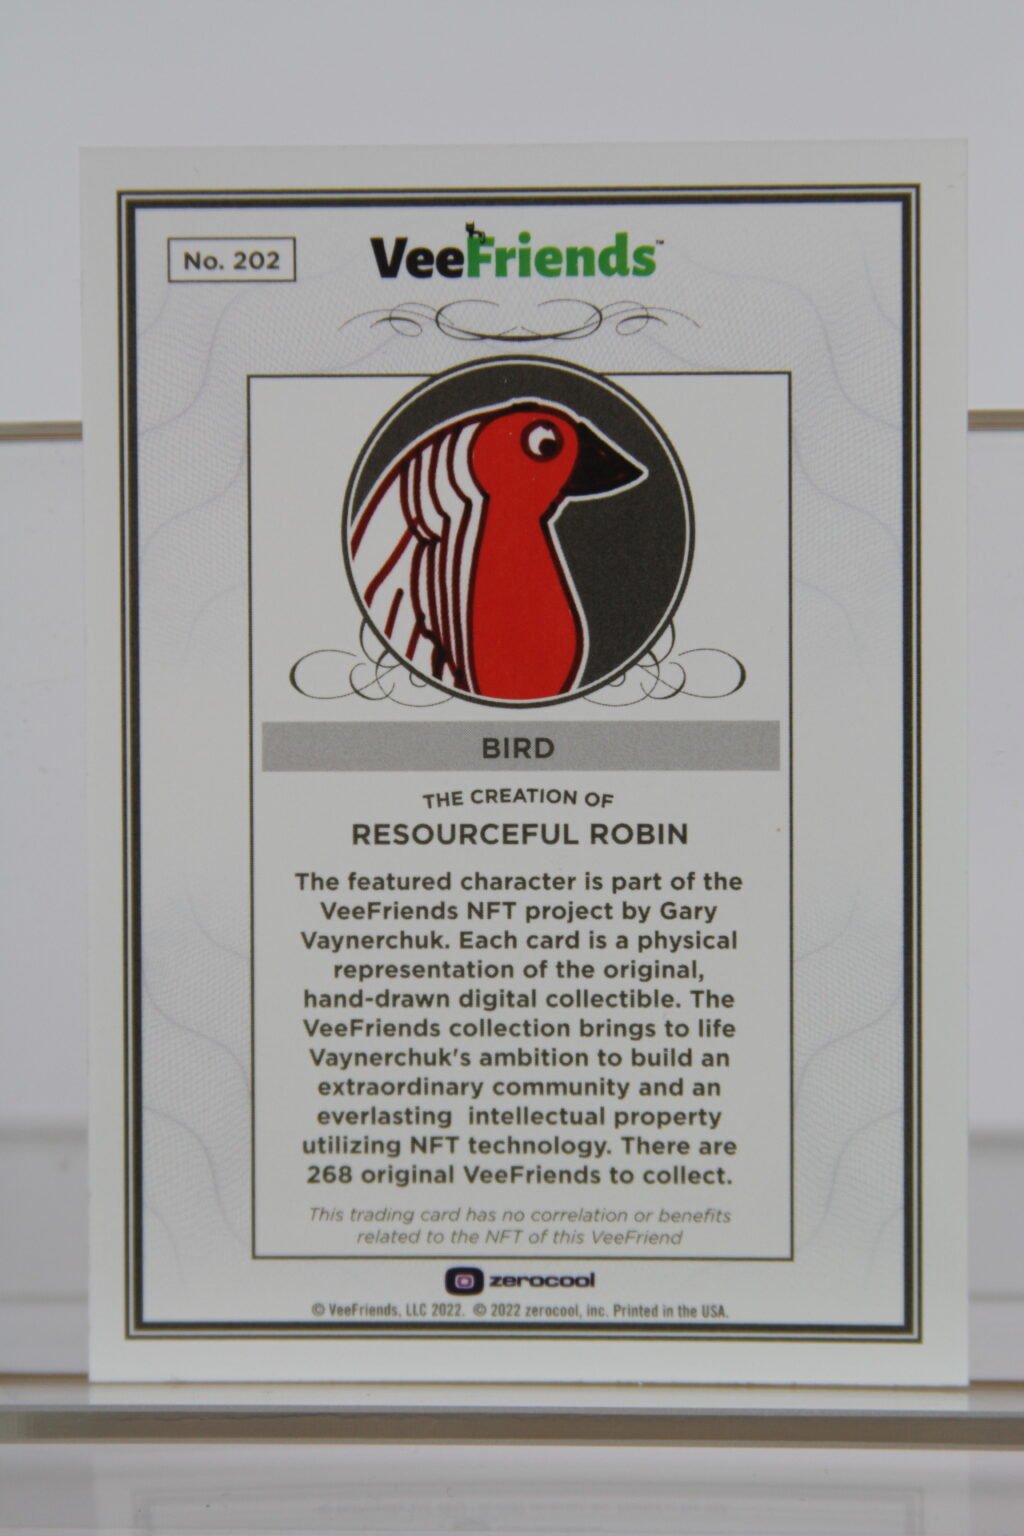 No. 202
VeeFriends™
BIRD
THE CREATION OF
RESOURCEFUL ROBIN
The featured character is part of the
VeeFriends NFT project by Gary
Vaynerchuk. Each card is a physical
representation of the original,
hand-drawn digital collectible. The
VeeFriends collection brings to life
Vaynerchuk's ambition to build an
extraordinary community and an
everlasting  intellectual property
utilizing NFT technology. There are
268 original VeeFriends to collect.
This trading card has no correlation or benefits
related to the NFT of this VeeFriend
zerocool
© VeeFriends, LLC 2022. © 2022 zerocool, inc. Printed in the USA.